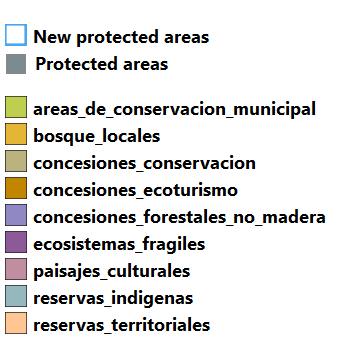 New protected areas
Protected areas
areas_de_conservacion_municipal
bosque_locales
concesiones_conservacion
concesiones_ecoturismo
concesiones_forestales_no_madera
ecosistemas_fragiles
paisajes_culturales
reservas_indigenas
reservas_territoriales